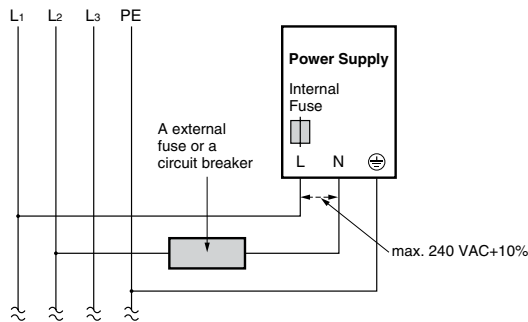 L1 L2 L3 PE
Power Supply
Internal
Fuse
A external
fuse or a
circuit breaker
L N
max. 240 VAC+10%